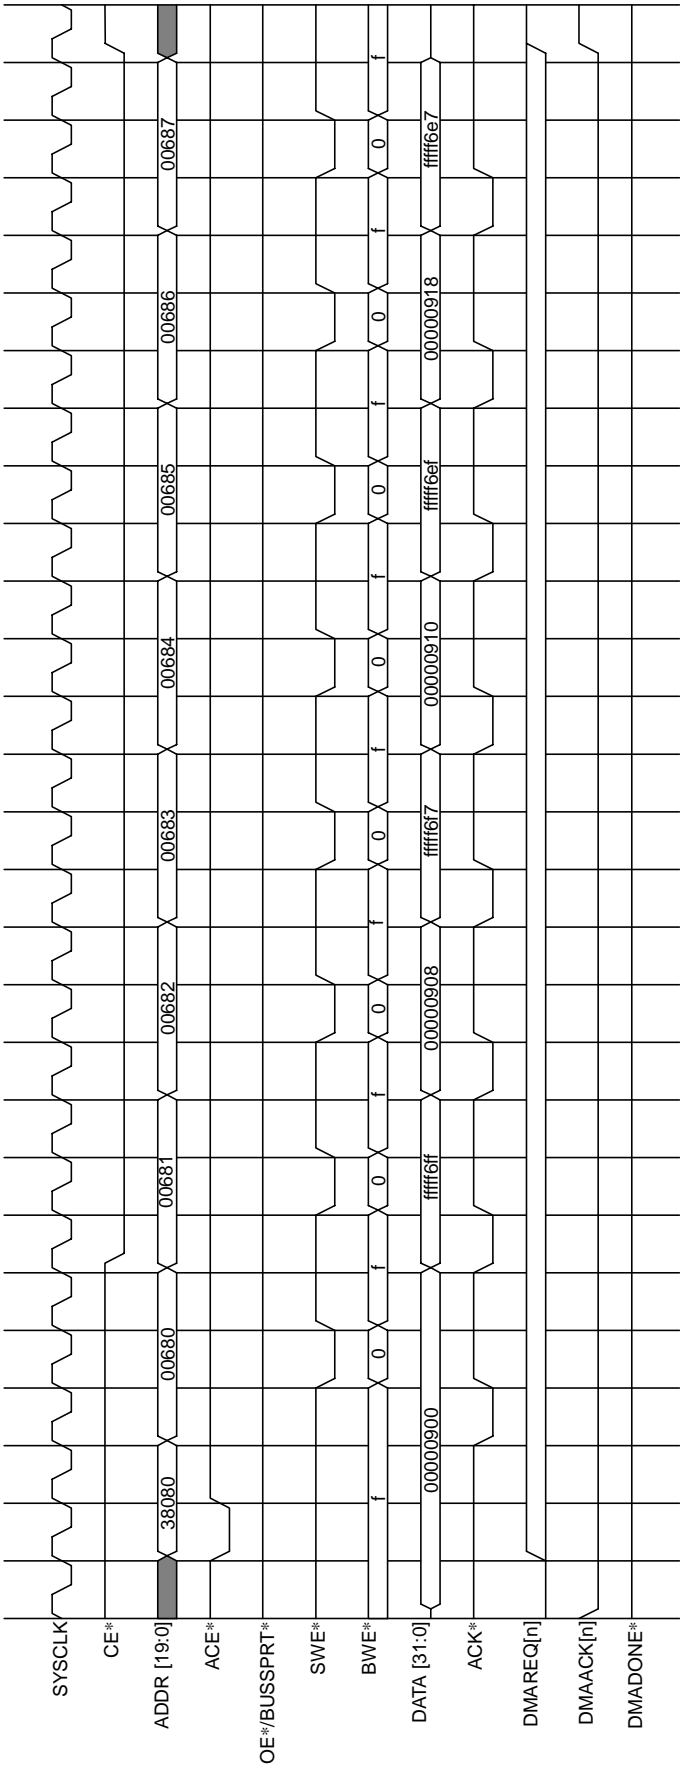 SYSCLK
CE*
ADDR [19:0] 38080 00680 00681 00682 00683 00684 00685 00686 00687
ACE*
OE*/BUSSPRT*
SWE*
BWE* f 0 f 0 f 0 f 0 f 0 f 0 f 0 f 0 f
DATA [31:0] 00000900 fffff6ff 00000908 fffff6f7 00000910 fffff6ef 00000918 fffff6e7
ACK*
DMAREQ[n]
DMAACK[n]
DMADONE*